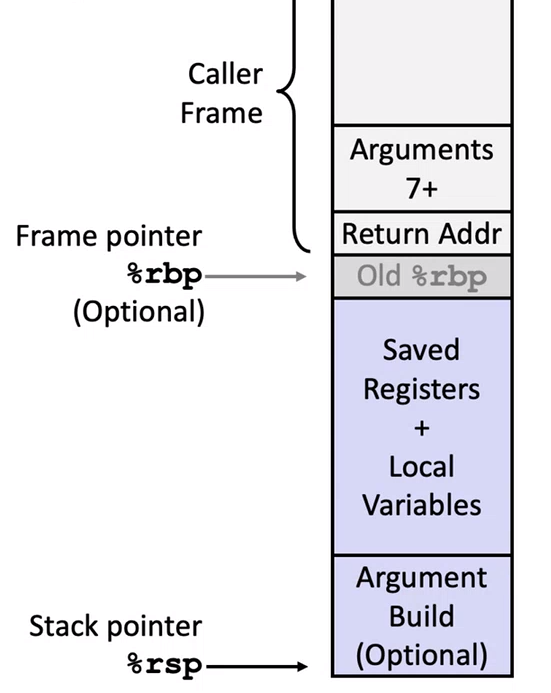 Caller
Frame
Arguments
7+
Return Addr
Frame pointer
%rbp
(Optional)
Old %rbp
Saved
Registers
+
Local
Variables
Argument
Build
(Optional)
Stack pointer
%rsp